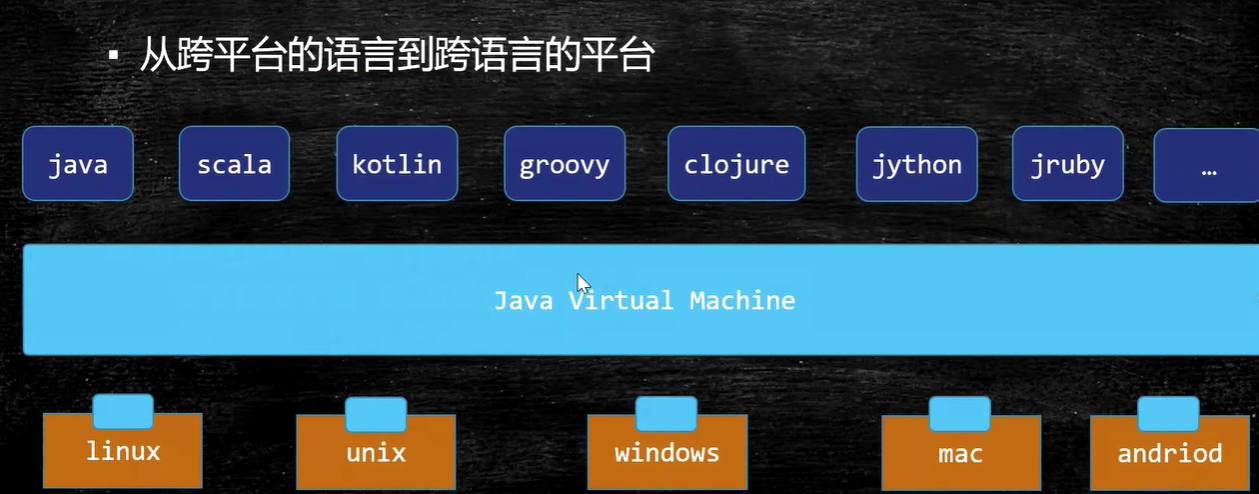 ▪ 从跨平台的语言到跨语言的平台
java scala kotlin groovy clojure jython jruby …
Java Virtual Machine
linux unix windows mac andriod